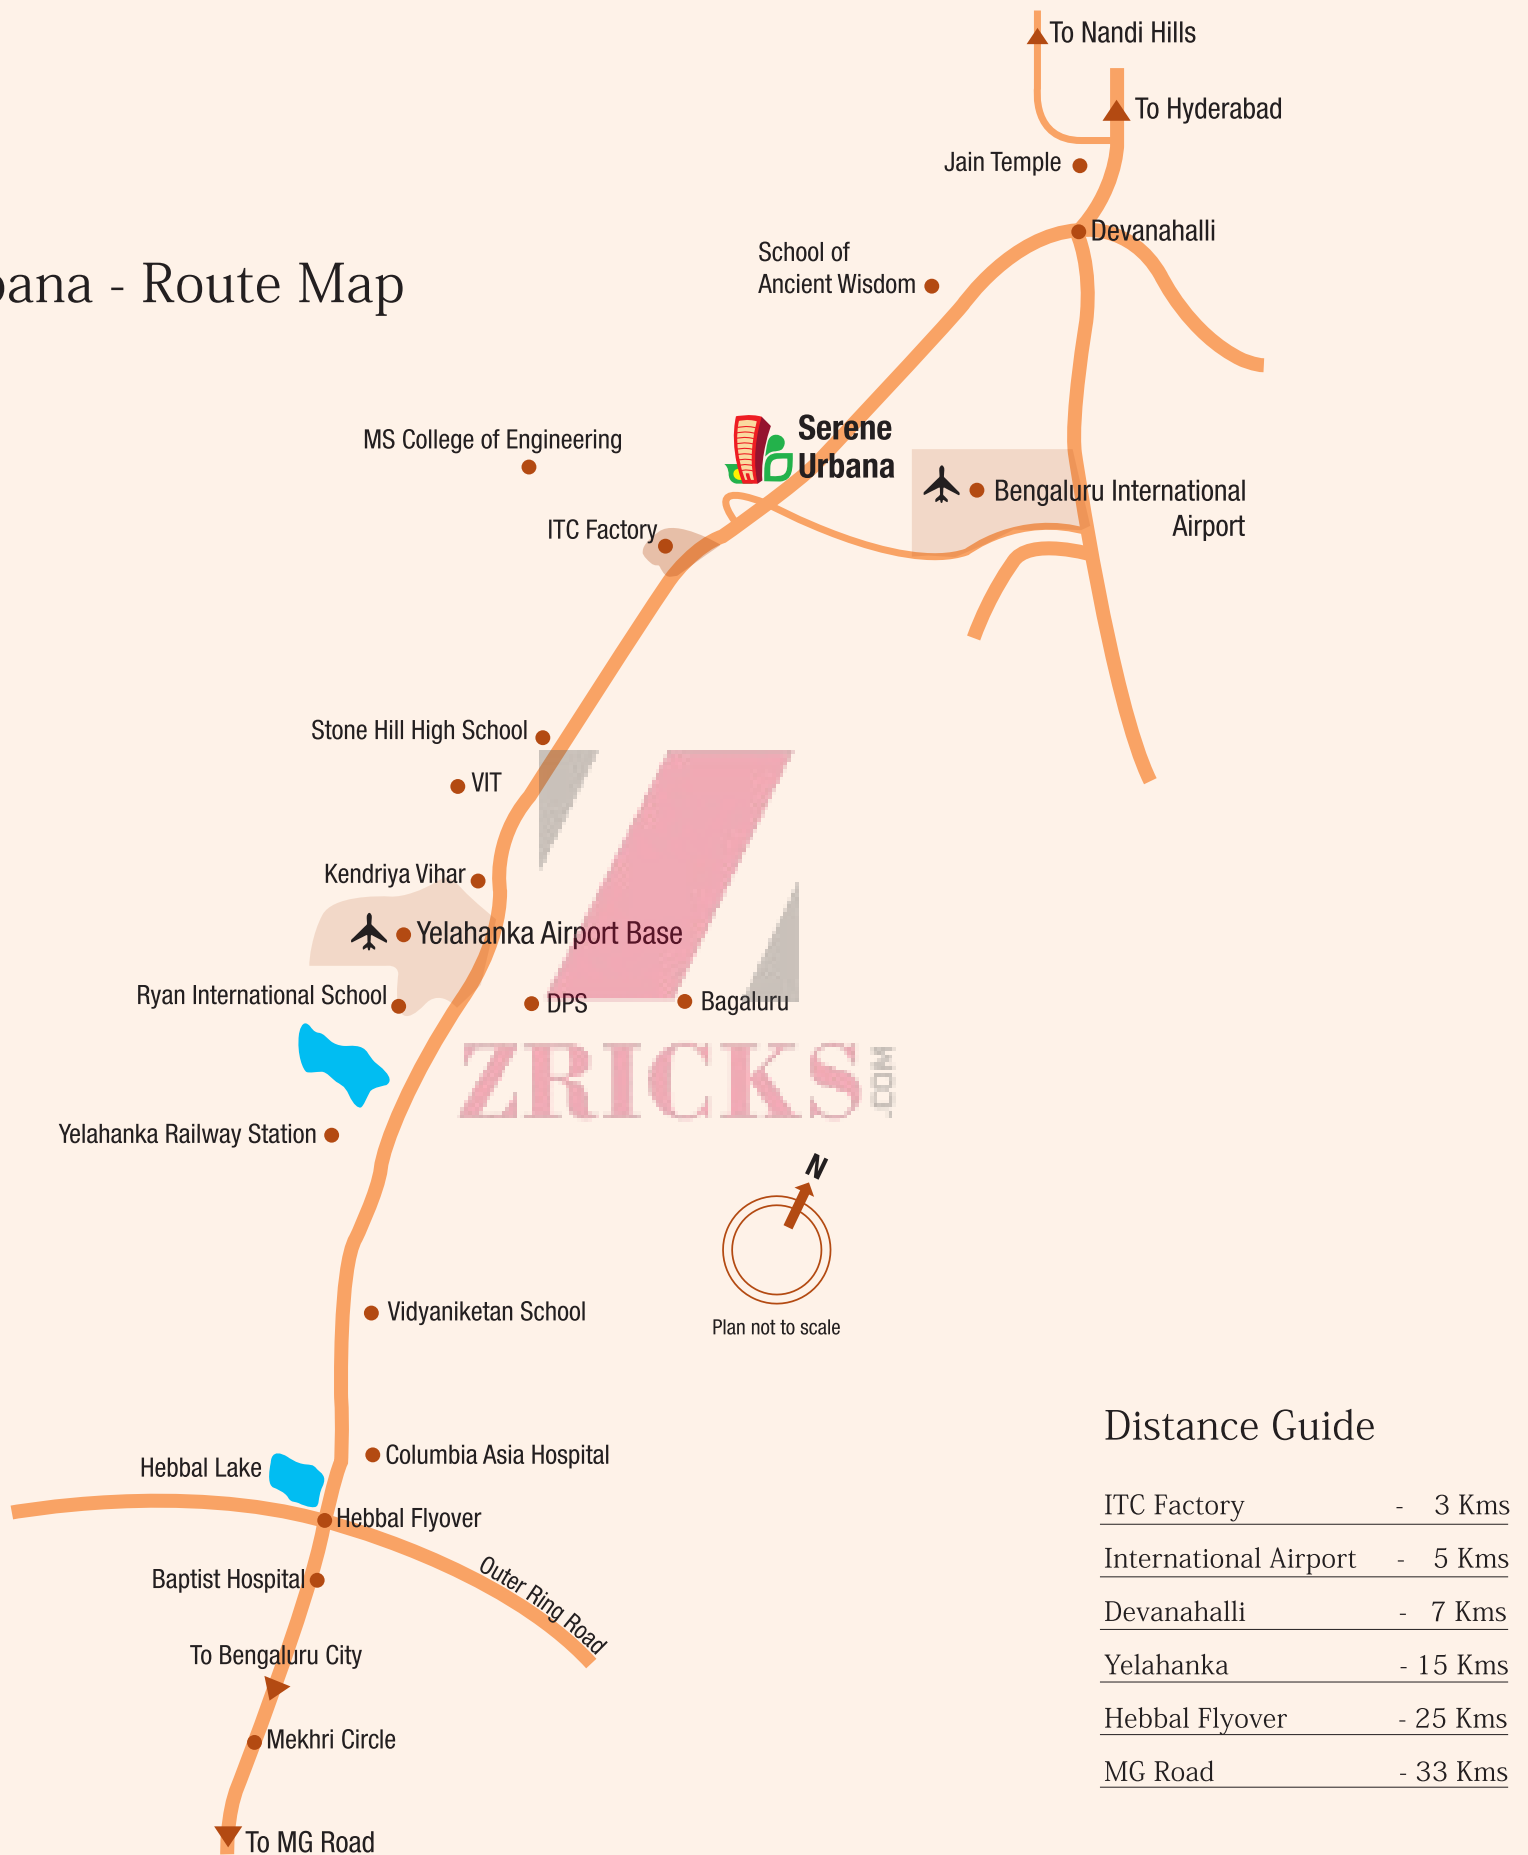 To Nandi Hills
To Hyderabad
Jain Temple
Devanahalli
School of
Ancient Wisdom
- Route Map
Serene
Urbana
MS College of Engineering
Bengaluru International
Airport
ITC Factory
Stone Hill High School
VIT
Kendriya Vihar
Yelahanka Airport Base
Ryan International School
DPS
Bagaluru
ZRICKS
.COM
Yelahanka Railway Station
N
Plan not to scale
Vidyaniketan School
Columbia Asia Hospital
Hebbal Lake
Hebbal Flyover
Outer Ring Road
Baptist Hospital
To Bengaluru City
Mekhri Circle
To MG Road
Distance Guide
ITC Factory - 3 Kms
International Airport - 5 Kms
Devanahalli - 7 Kms
Yelahanka - 15 Kms
Hebbal Flyover - 25 Kms
MG Road - 33 Kms